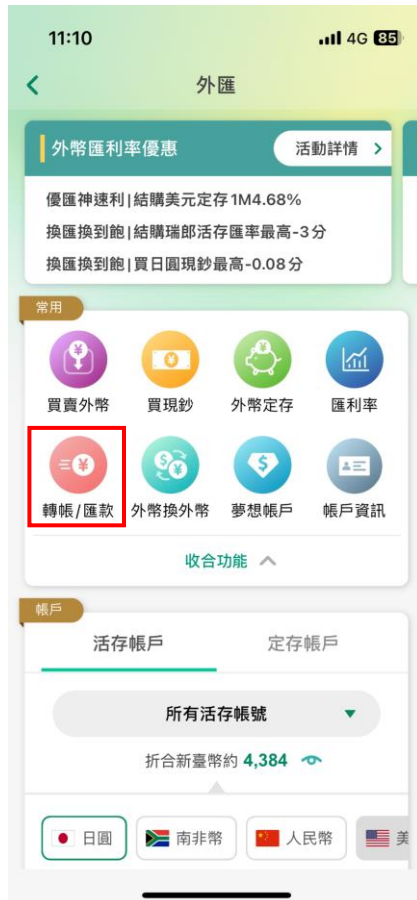 11:10
4G 85
外匯
外幣匯利率優惠
活動詳情 >
優匯神速利|結購美元定存1M4.68%
換匯換到飽|結購瑞郎活存匯率最高-3分
換匯換到飽|買日圓現鈔最高-0.08分
常用
買賣外幣 買現鈔 外幣定存 匯利率
轉帳/匯款 外幣換外幣 夢想帳戶 帳戶資訊
收合功能
帳戶
活存帳戶 定存帳戶
所有活存帳號
折合新臺幣約 4,384
日圓 南非幣 人民幣 美